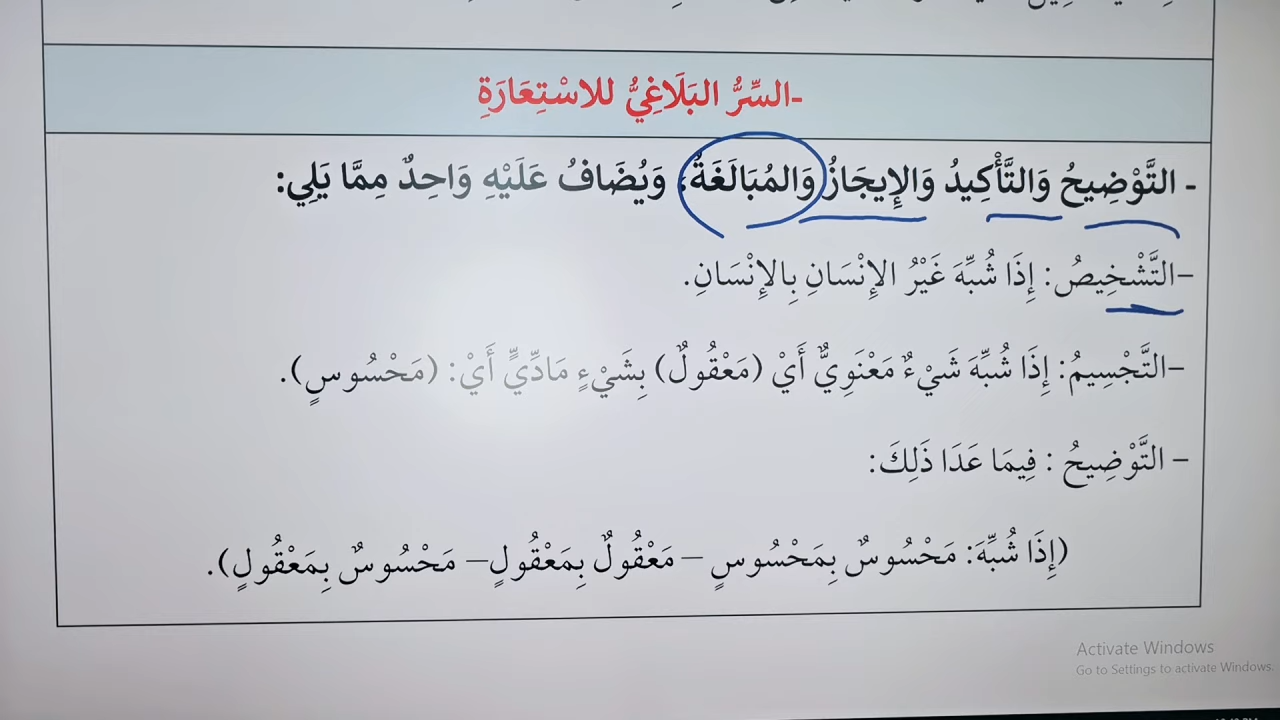 -السِّرُّ البَلَاغِيُّ للاسْتِعَارَةِ
- التَّوْضِيحُ وَالتَّأْكِيدُ وَالإِيجَازُ وَالمُبَالَغَةُ، وَيُضَافُ عَلَيْهِ وَاحِدٌ مِمَّا يَلِي:
-التَّشْخِيصُ: إِذَا شُبِّهَ غَيْرُ الإِنْسَانِ بِالإِنْسَانِ.
-التَّجْسِيمُ: إِذَا شُبِّهَ شَيْءٌ مَعْنَوِيٌّ أَيْ (مَعْقُولٌ) بِشَيْءٍ مَادِّيٍّ أَيْ: (مَحْسُوسٍ).
- التَّوْضِيحُ : فِيمَا عَدَا ذَلِكَ:
(إِذَا شُبِّهَ: مَحْسُوسٌ بِمَحْسُوسٍ – مَعْقُولٌ بِمَعْقُولٍ– مَحْسُوسٌ بِمَعْقُولٍ).
Activate Windows
Go to Settings to activate Windows.